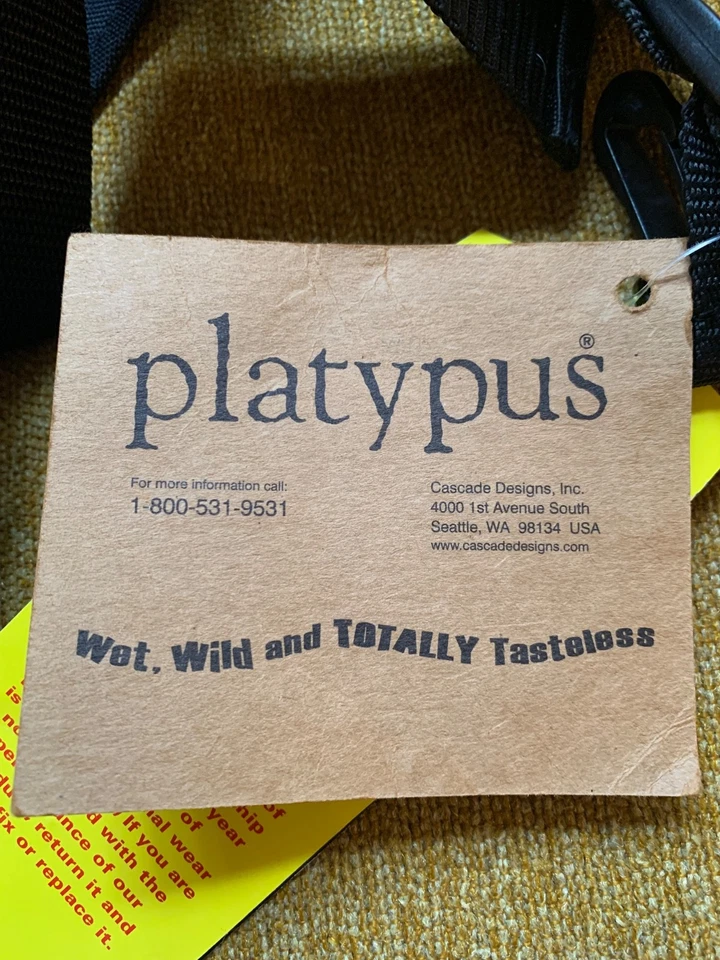 platypus®
For more information call:
1-800-531-9531
Cascade Designs, Inc.
4000 1st Avenue South
Seattle, WA 98134 USA
www.cascadedesigns.com
Wet, Wild and TOTALLY Tasteless
is
of
ship
year
of
wear
If you are
d with the
ance of our
return it and
fix or replace it.